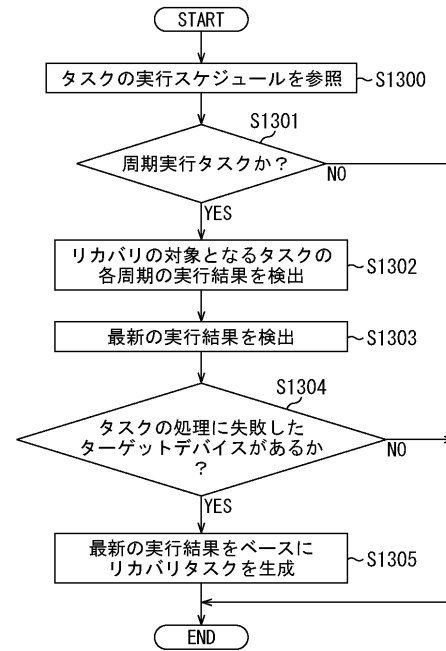 START
タスクの実行スケジュールを参照
S1300
S1301
周期実行タスクか？
NO
YES
リカバリの対象となるタスクの
各周期の実行結果を検出
S1302
最新の実行結果を検出
S1303
S1304
タスクの処理に失敗した
ターゲットデバイスがあるか
？
NO
YES
最新の実行結果をベースに
リカバリタスクを生成
S1305
END